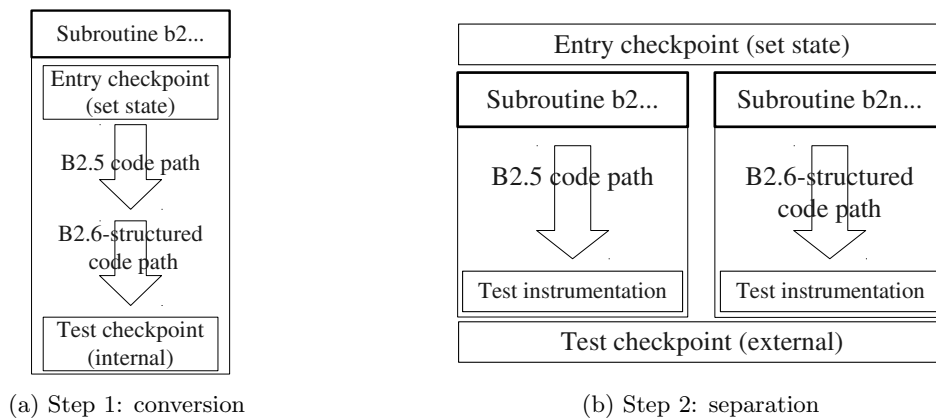 Subroutine b2...
Entry checkpoint
(set state)
B2.5 code path
B2.6-structured
code path
Test checkpoint
(internal)
(a) Step 1: conversion
Entry checkpoint (set state)
Subroutine b2...
B2.5 code path
Test instrumentation
Subroutine b2n...
B2.6-structured
code path
Test instrumentation
Test checkpoint (external)
(b) Step 2: separation